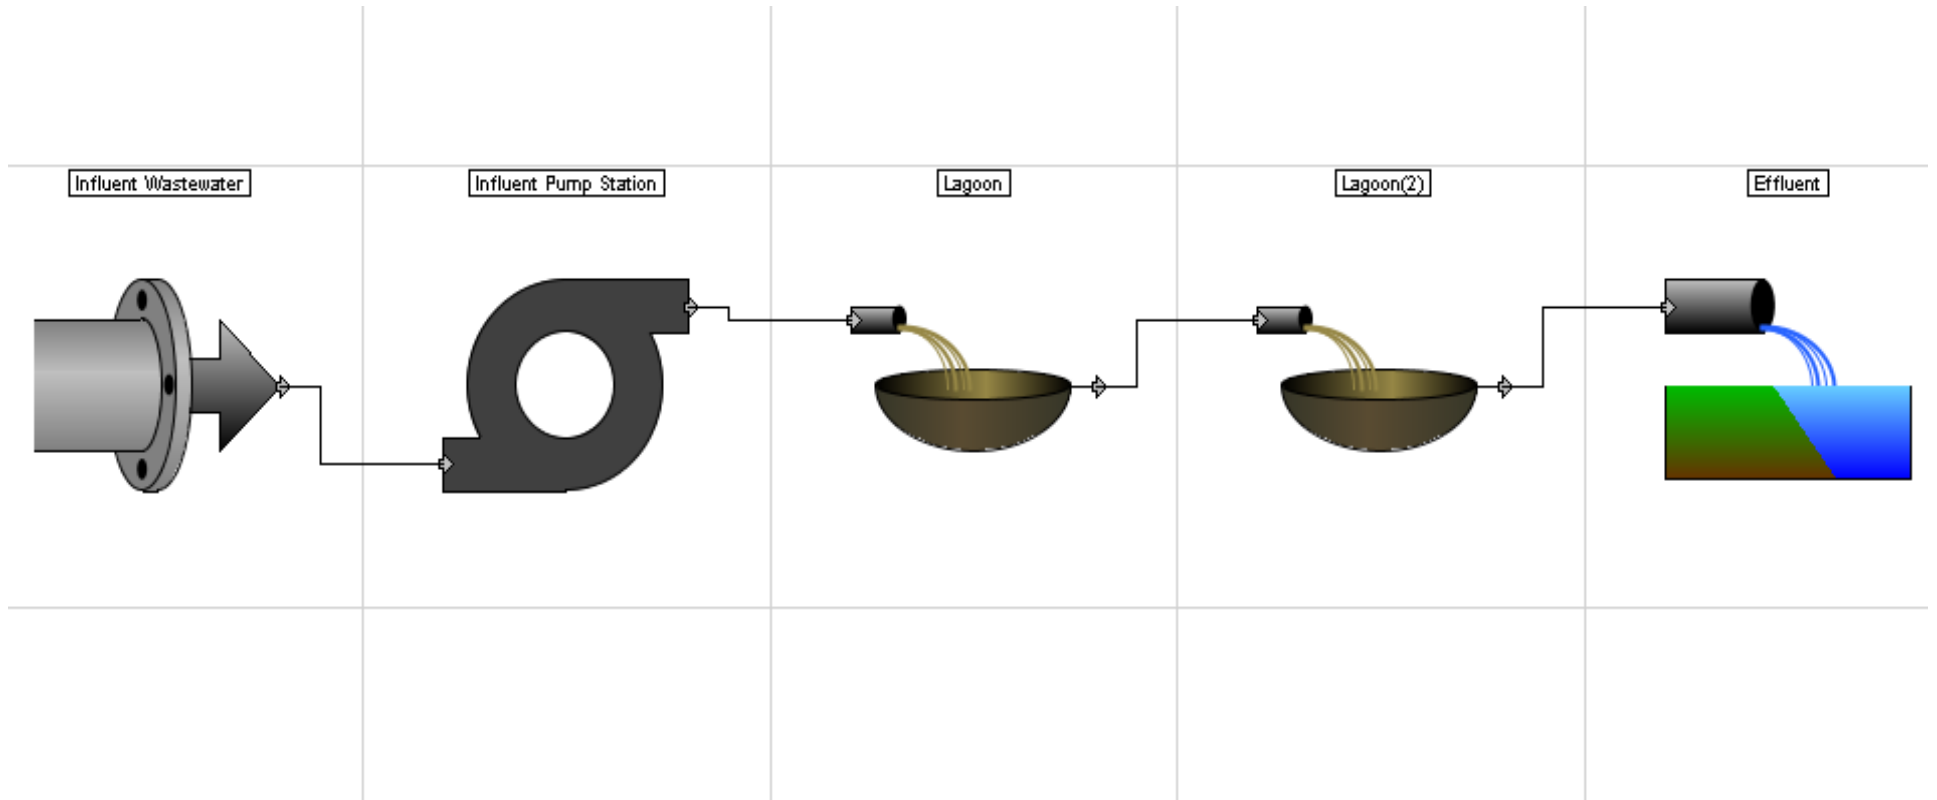 Influent Wastewater
Influent Pump Station
Lagoon
Lagoon(2)
Effluent